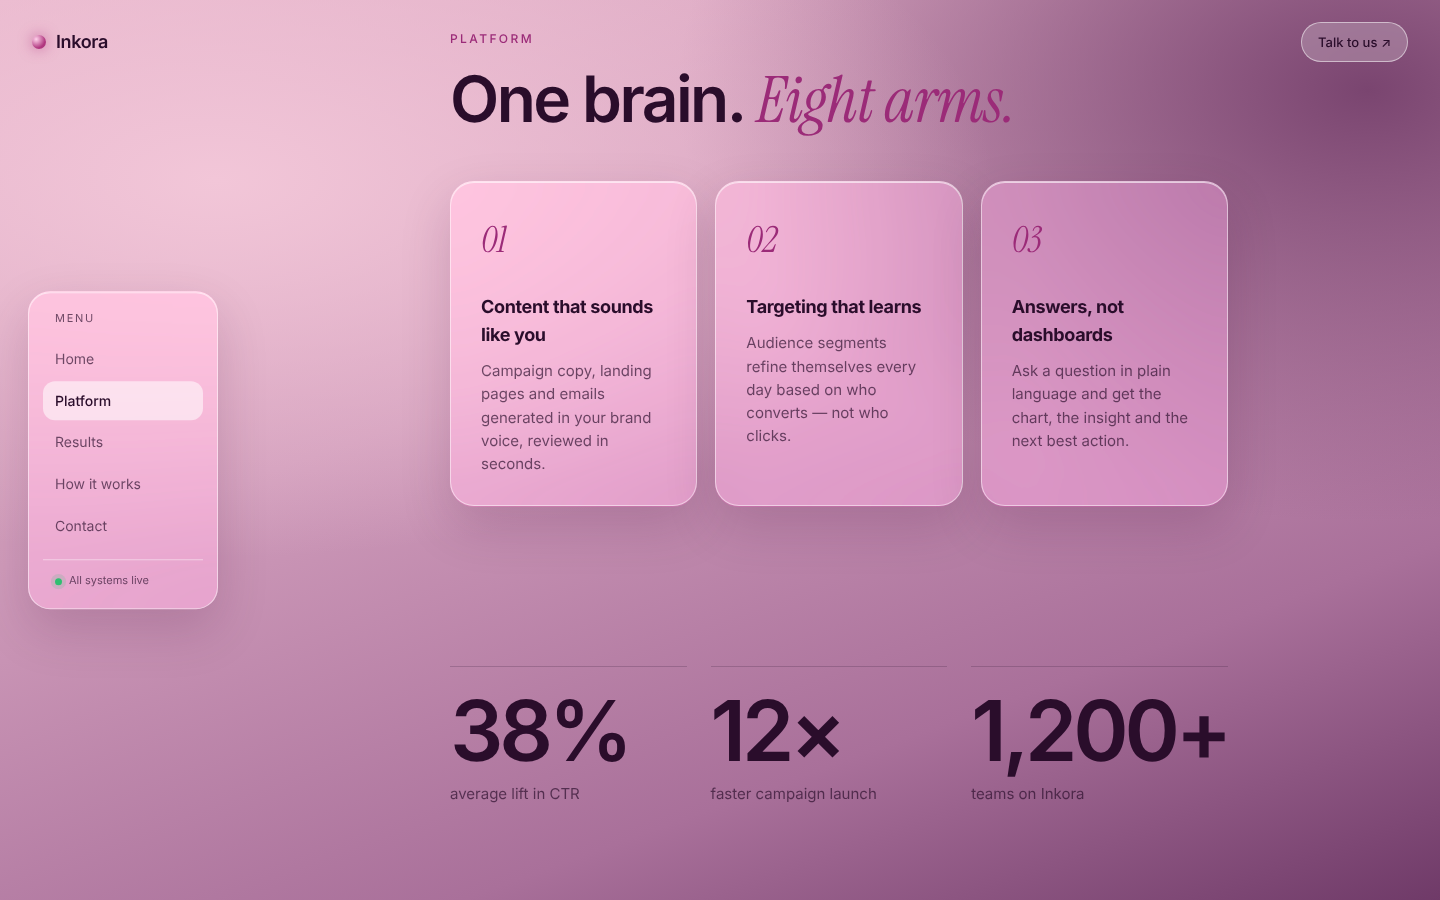 Inkora
PLATFORM
Talk to us ↗
One brain. Eight arms.
MENU
Home
Platform
Results
How it works
Contact
All systems live
01
Content that sounds
like you
Campaign copy, landing
pages and emails
generated in your brand
voice, reviewed in
seconds.
02
Targeting that learns
Audience segments
refine themselves every
day based on who
converts — not who
clicks.
03
Answers, not
dashboards
Ask a question in plain
language and get the
chart, the insight and the
next best action.
38%
average lift in CTR
12×
faster campaign launch
1,200+
teams on Inkora